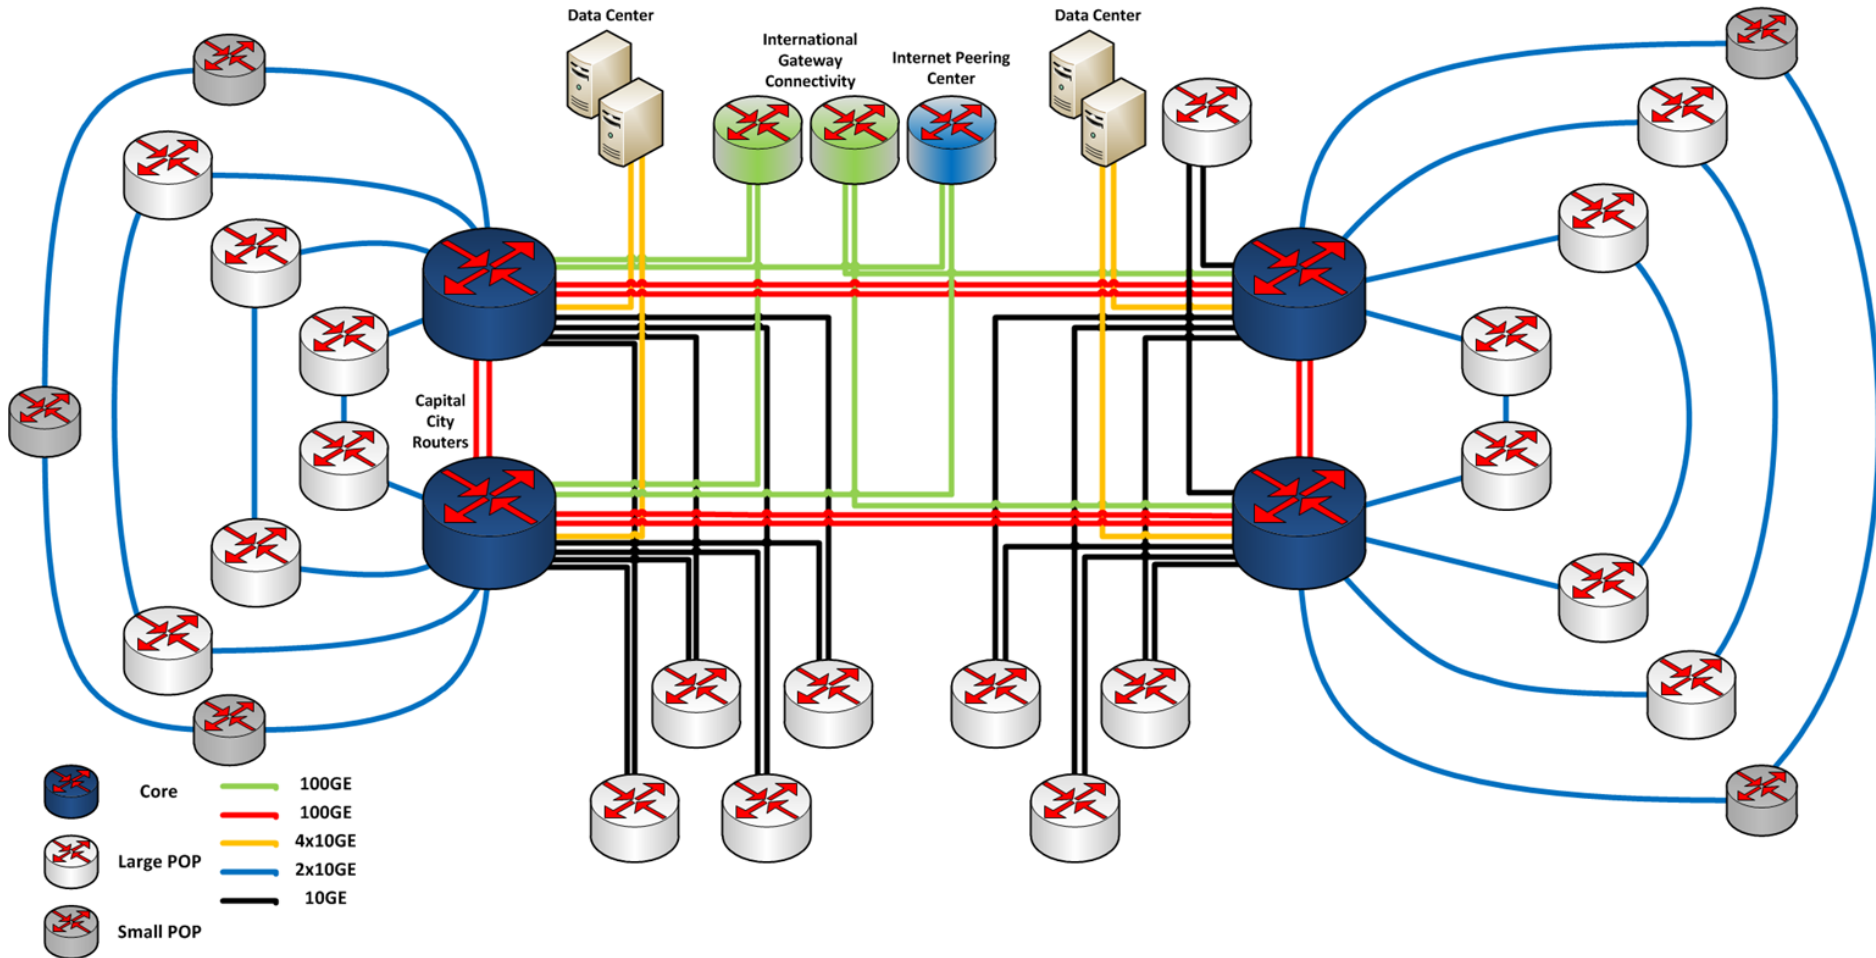 Data Center
Data Center
International
Gateway
Connectivity
Internet Peering
Center
Capital
City
Routers
Core
100GE
100GE
4x10GE
Large POP
2x10GE
10GE
Small POP